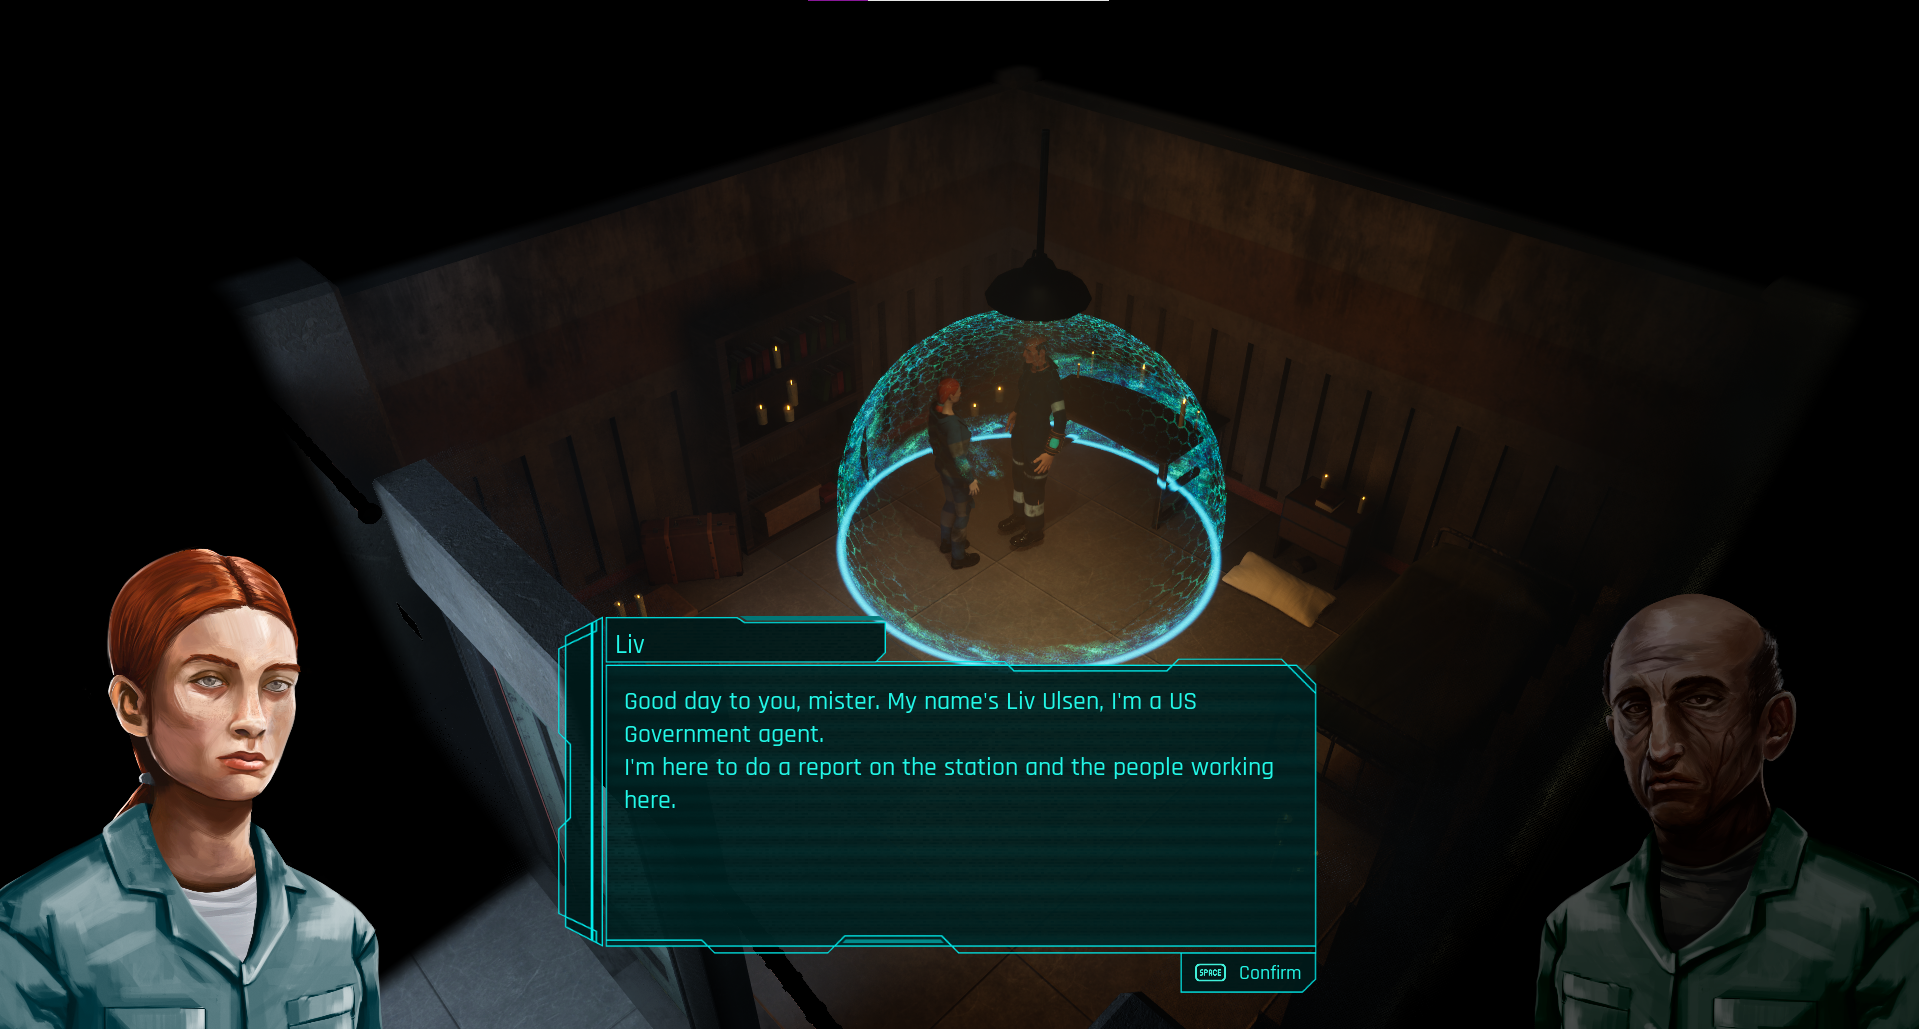 Liv
Good day to you, mister. My name's Liv Ulsen, I'm a US
Government agent.
I'm here to do a report on the station and the people working
here.
SPACE Confirm